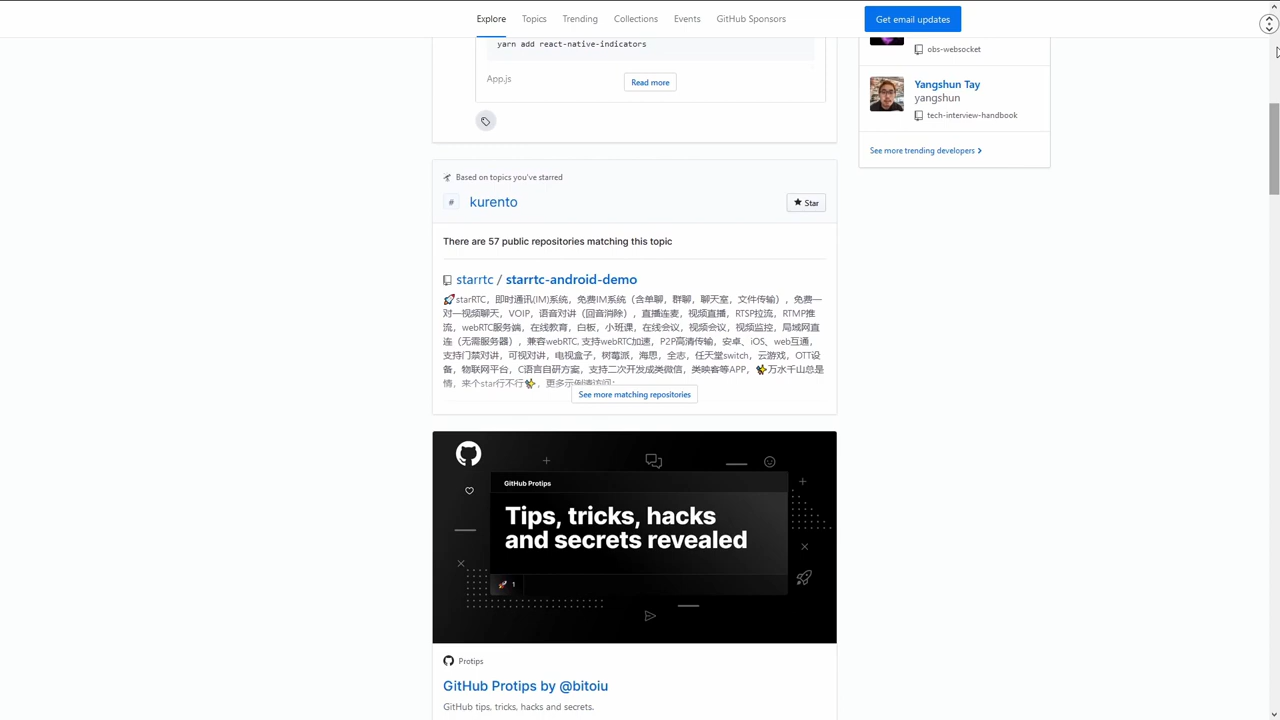 Explore Topics Trending Collections Events GitHub Sponsors Get email updates
yarn add react-native-indicators
App.js
Read more
obs-websocket
Yangshun Tay
yangshun
tech-interview-handbook
See more trending developers
Based on topics you've starred
# kurento
Star
There are 57 public repositories matching this topic
starrtc / starrtc-android-demo
🚀starRTC，即时通讯(IM)系统，免费IM系统（含单聊，群聊，聊天室，文件传输），免费一
对一视频聊天，VOIP，语音对讲（回音消除），直播连麦，视频直播，RTSP拉流，RTMP推
流，webRTC服务端，在线教育，白板，小班课，在线会议，视频会议，视频监控，局域网直
连（无需服务器），兼容webRTC, 支持webRTC加速，P2P高清传输，安卓、iOS、web互通，
支持门禁对讲，可视对讲，电视盒子，树莓派，海思，全志，任天堂switch，云游戏，OTT设
备，物联网平台，C语言自研方案，支持二次开发成类微信，类映客等APP，✨万水千山总是
情，来个star行不行✨，更多示例请访问：
See more matching repositories
GitHub Protips
Tips, tricks, hacks
and secrets revealed
🚀 1
Protips
GitHub Protips by @bitoiu
GitHub tips, tricks, hacks and secrets.